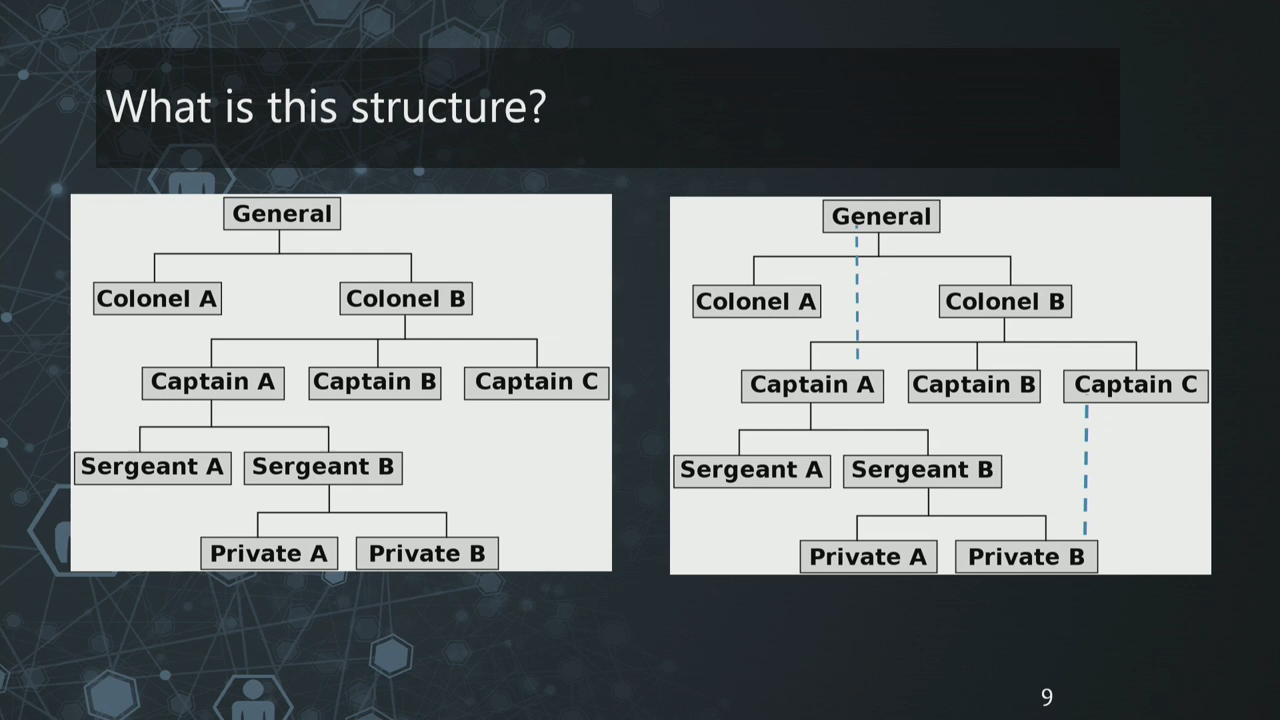 What is this structure?
General
Colonel A Colonel B
Captain A Captain B Captain C
Sergeant A Sergeant B
Private A Private B
General
Colonel A Colonel B
Captain A Captain B Captain C
Sergeant A Sergeant B
Private A Private B
9